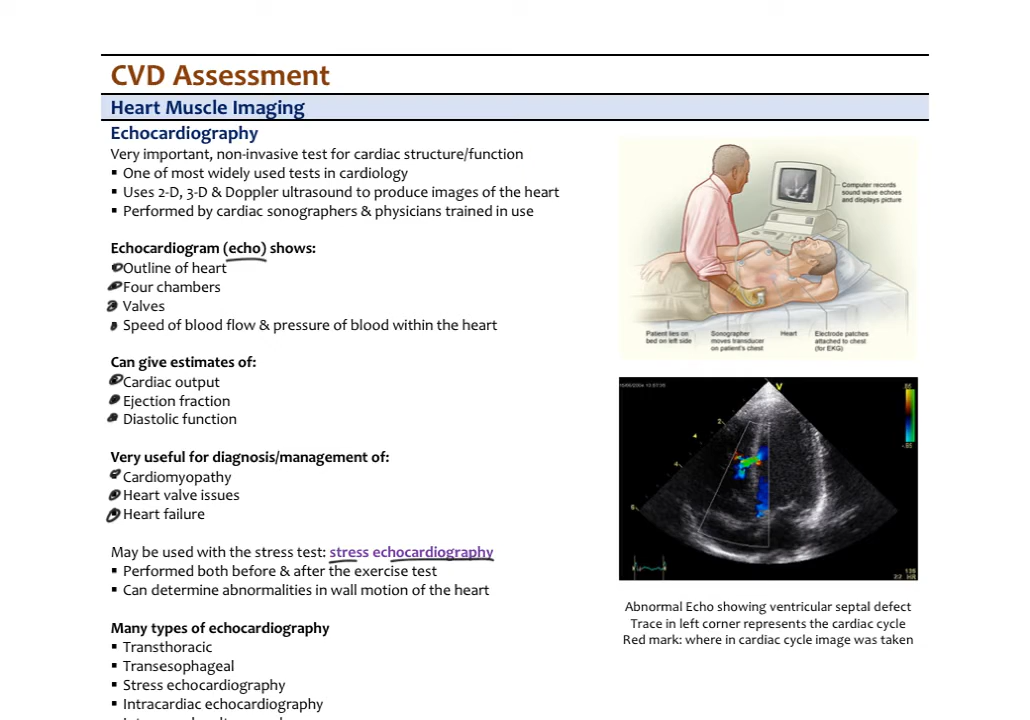 CVD Assessment
Heart Muscle Imaging
Echocardiography
Very important, non-invasive test for cardiac structure/function
▪ One of most widely used tests in cardiology
▪ Uses 2-D, 3-D & Doppler ultrasound to produce images of the heart
▪ Performed by cardiac sonographers & physicians trained in use
Echocardiogram (echo) shows:
Outline of heart
Four chambers
Valves
Speed of blood flow & pressure of blood within the heart
Can give estimates of:
Cardiac output
Ejection fraction
Diastolic function
Very useful for diagnosis/management of:
Cardiomyopathy
Heart valve issues
Heart failure
May be used with the stress test: stress echocardiography
▪ Performed both before & after the exercise test
▪ Can determine abnormalities in wall motion of the heart
Many types of echocardiography
▪ Transthoracic
▪ Transesophageal
▪ Stress echocardiography
▪ Intracardiac echocardiography
Computer records
sound wave echoes
and displays picture
Patient lies on
bed on left side
Sonographer
moves transducer
on patient's chest
Heart
Electrode patches
attached to chest
(for EKG)
V
2
4
4
6
Abnormal Echo showing ventricular septal defect
Trace in left corner represents the cardiac cycle
Red mark: where in cardiac cycle image was taken